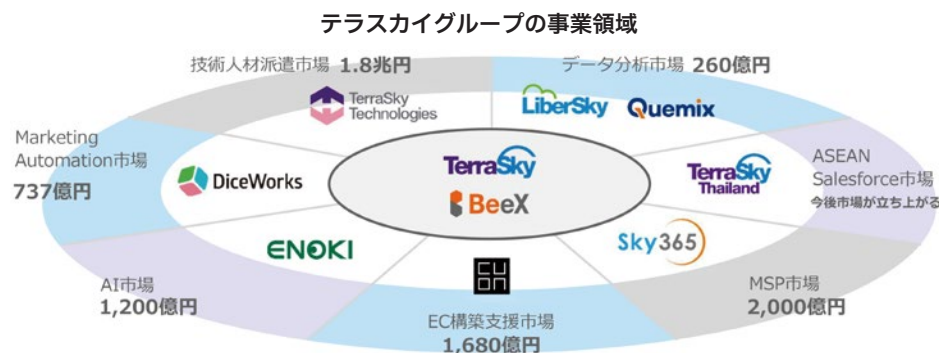 テラスカイグループの事業領域
技術人材派遣市場 1.8兆円
データ分析市場 260億円
TerraSky
Technologies
LiberSky
Quemix
Marketing
Automation市場
737億円
DiceWorks
TerraSky
BeeX
TerraSky
Thailand
ASEAN
Salesforce市場
今後市場が立ち上がる
ENOKI
Sky365
CU
ON
AI市場
1,200億円
MSP市場
2,000億円
EC構築支援市場
1,680億円